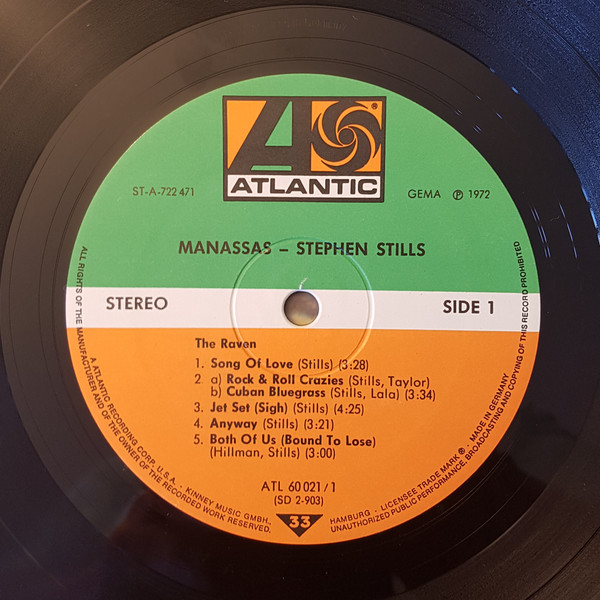 ATLANTIC
®
ST-A-722 471
GEMA ℗ 1972
MANASSAS – STEPHEN STILLS
STEREO
SIDE 1
The Raven
1. Song Of Love (Stills) (3:28)
2. a) Rock & Roll Crazies (Stills, Taylor)
b) Cuban Bluegrass (Stills, Lala) (3:34)
3. Jet Set (Sigh) (Stills) (4:25)
4. Anyway (Stills) (3:21)
5. Both Of Us (Bound To Lose)
(Hillman, Stills) (3:00)
ATL 60 021/1
(SD 2-903)
33
ALL RIGHTS OF THE MANUFACTURER AND OF THE OWNER OF THE RECORDED WORK RESERVED.
A ATLANTIC RECORDING CORP. U.S.A. · KINNEY MUSIC GMBH.,
HAMBURG · LICENSEE TRADE MARK ® · MADE IN GERMANY
UNAUTHORIZED PUBLIC PERFORMANCE, BROADCASTING AND COPYING OF THIS RECORD PROHIBITED